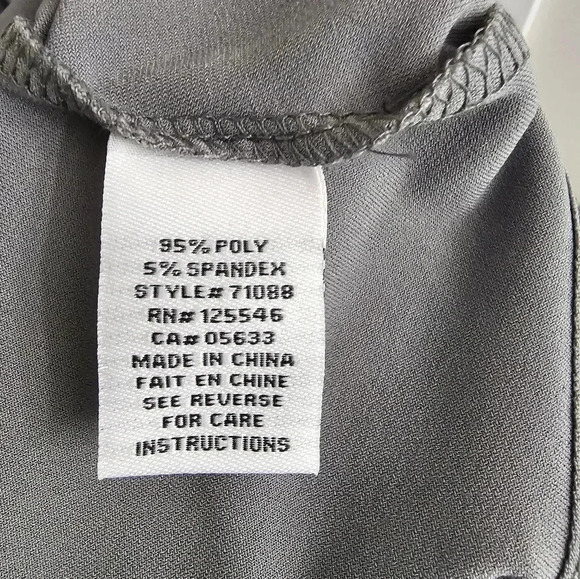 95% POLY
5% SPANDEX
STYLE# 71088
RN# 125546
CA# 05633
MADE IN CHINA
FAIT EN CHINE
SEE REVERSE
FOR CARE
INSTRUCTIONS